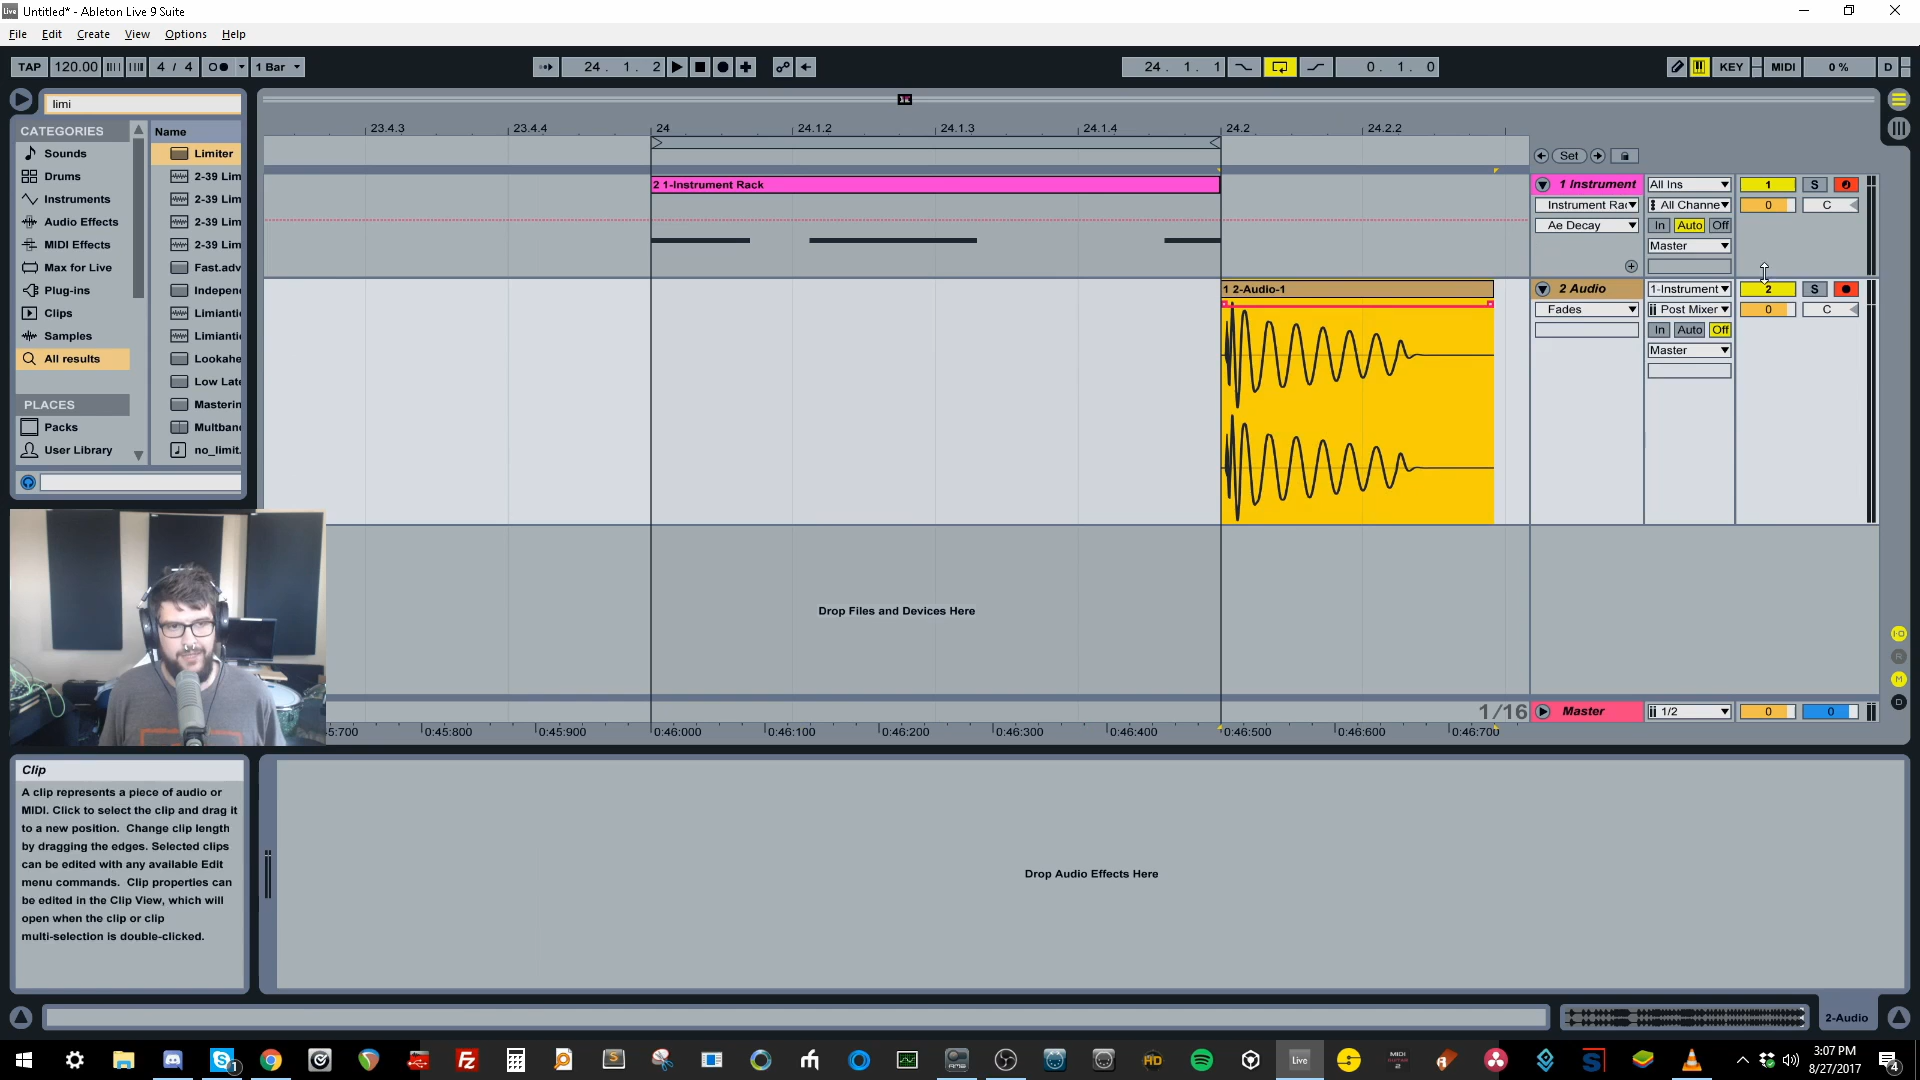 Untitled* - Ableton Live 9 Suite
File Edit Create View Options Help
TAP 120.00 4 / 4 1 Bar 24. 1. 2 24. 1. 1 0. 1. 0 KEY MIDI 0 % D
limi
CATEGORIES
Sounds
Drums
Instruments
Audio Effects
MIDI Effects
Max for Live
Plug-ins
Clips
Samples
All results
PLACES
Packs
User Library
Name
Limiter
2-39 Lim
2-39 Lim
2-39 Lim
2-39 Lim
Fast.adv
Indepen
Limiantic
Limiantic
Lookahe
Low Late
Masterin
Multban
no_limit.
23.4.3 23.4.4 24 24.1.2 24.1.3 24.1.4 24.2 24.2.2
Set
2 1-Instrument Rack
1 Instrument All Ins 1 S
Instrument Rac All Channe 0 C
Ae Decay In Auto Off
Master
1 2-Audio-1
2 Audio 1-Instrument 2 S
Fades Post Mixer 0 C
In Auto Off
Master
Drop Files and Devices Here
I·O
R
M
D
1/16 Master 1/2 0 0
5:700 0:45:800 0:45:900 0:46:000 0:46:100 0:46:200 0:46:300 0:46:400 0:46:500 0:46:600 0:46:700
Clip
A clip represents a piece of audio or
MIDI. Click to select the clip and drag it
to a new position. Change clip length
by dragging the edges. Selected clips
can be edited with any available Edit
menu commands. Clip properties can
be edited in the Clip View, which will
open when the clip or clip
multi-selection is double-clicked.
Drop Audio Effects Here
2-Audio
Live
3:07 PM
8/27/2017